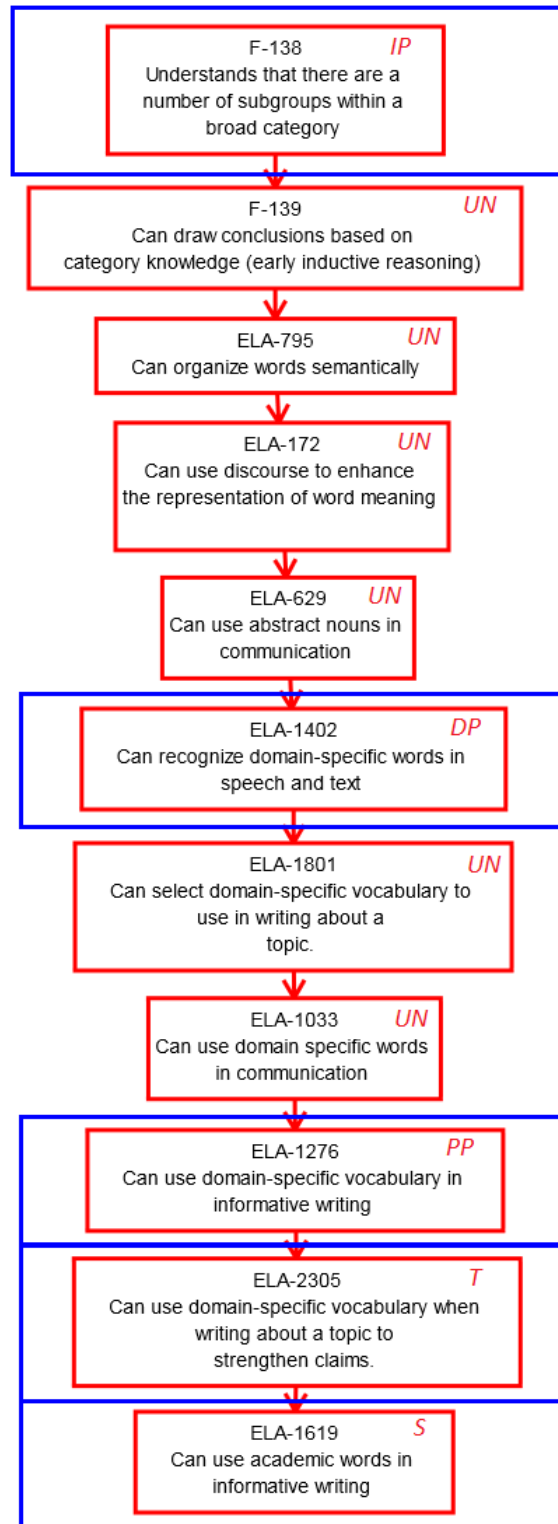 F-138 IP
Understands that there are a
number of subgroups within a
broad category
F-139 UN
Can draw conclusions based on
category knowledge (early inductive reasoning)
ELA-795 UN
Can organize words semantically
ELA-172 UN
Can use discourse to enhance
the representation of word meaning
ELA-629 UN
Can use abstract nouns in
communication
ELA-1402 DP
Can recognize domain-specific words in
speech and text
ELA-1801 UN
Can select domain-specific vocabulary to
use in writing about a
topic.
ELA-1033 UN
Can use domain specific words
in communication
ELA-1276 PP
Can use domain-specific vocabulary in
informative writing
ELA-2305 T
Can use domain-specific vocabulary when
writing about a topic to
strengthen claims.
ELA-1619 S
Can use academic words in
informative writing